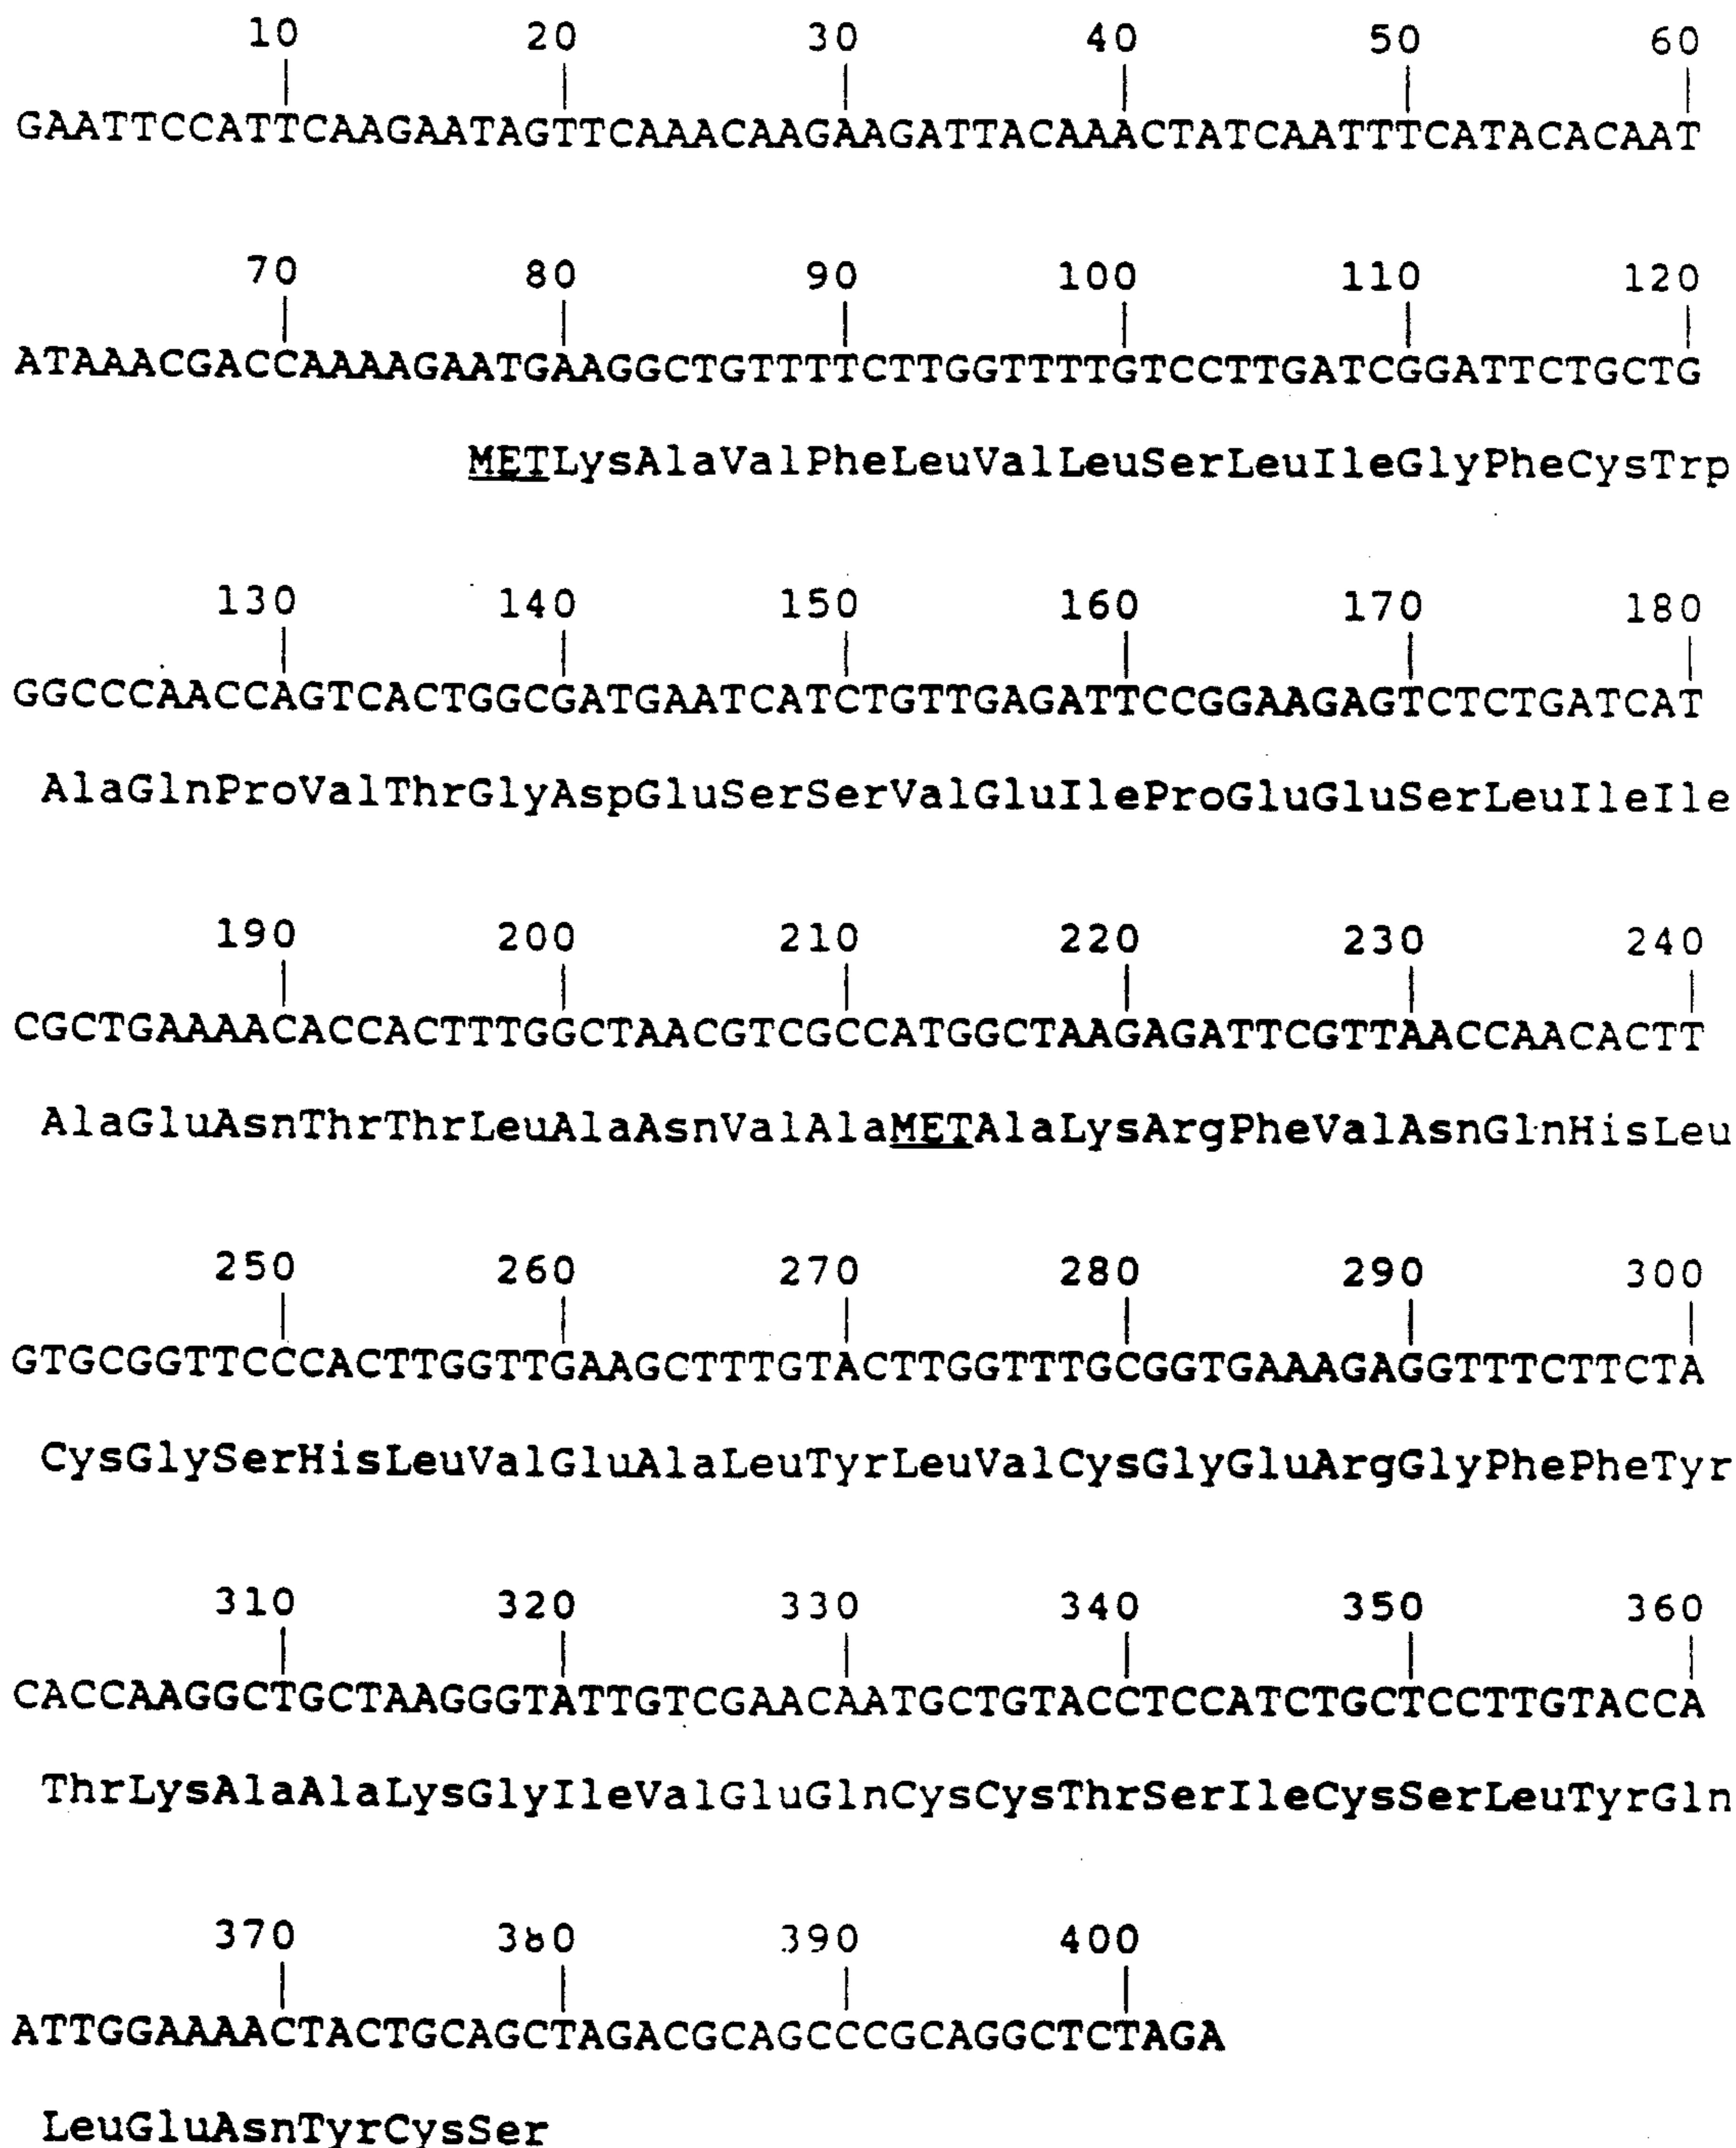 10 20 30 40 50 60
GAATTCCATTCAAGAATAGTTCAAACAAGAAGATTACAAACTATCAATTTCATACACAAT
70 80 90 100 110 120
ATAAACGACCAAAAGAATGAAGGCTGTTTTCTTGGTTTTGTCCTTGATCGGATTCTGCTG
METLysAlaValPheLeuValLeuSerLeuIleGlyPheCysTrp
130 140 150 160 170 180
GGCCCAACCAGTCACTGGCGATGAATCATCTGTTGAGATTCCGGAAGAGTCTCTGATCAT
AlaGlnProValThrGlyAspGluSerSerValGluIleProGluGluSerLeuIleIle
190 200 210 220 230 240
CGCTGAAAACACCACTTTGGCTAACGTCGCCATGGCTAAGAGATTCGTTAACCAACACTT
AlaGluAsnThrThrLeuAlaAsnValAlaMETAlaLysArgPheValAsnGlnHisLeu
250 260 270 280 290 300
GTGCGGTTCCCACTTGGTTGAAGCTTTGTACTTGGTTTGCGGTGAAAGAGGTTTCTTCTA
CysGlySerHisLeuValGluAlaLeuTyrLeuValCysGlyGluArgGlyPhePheTyr
310 320 330 340 350 360
CACCAAGGCTGCTAAGGGTATTGTCGAACAATGCTGTACCTCCATCTGCTCCTTGTACCA
ThrLysAlaAlaLysGlyIleValGluGlnCysCysThrSerIleCysSerLeuTyrGln
370 380 390 400
ATTGGAAAACTACTGCAGCTAGACGCAGCCCGCAGGCTCTAGA
LeuGluAsnTyrCysSer